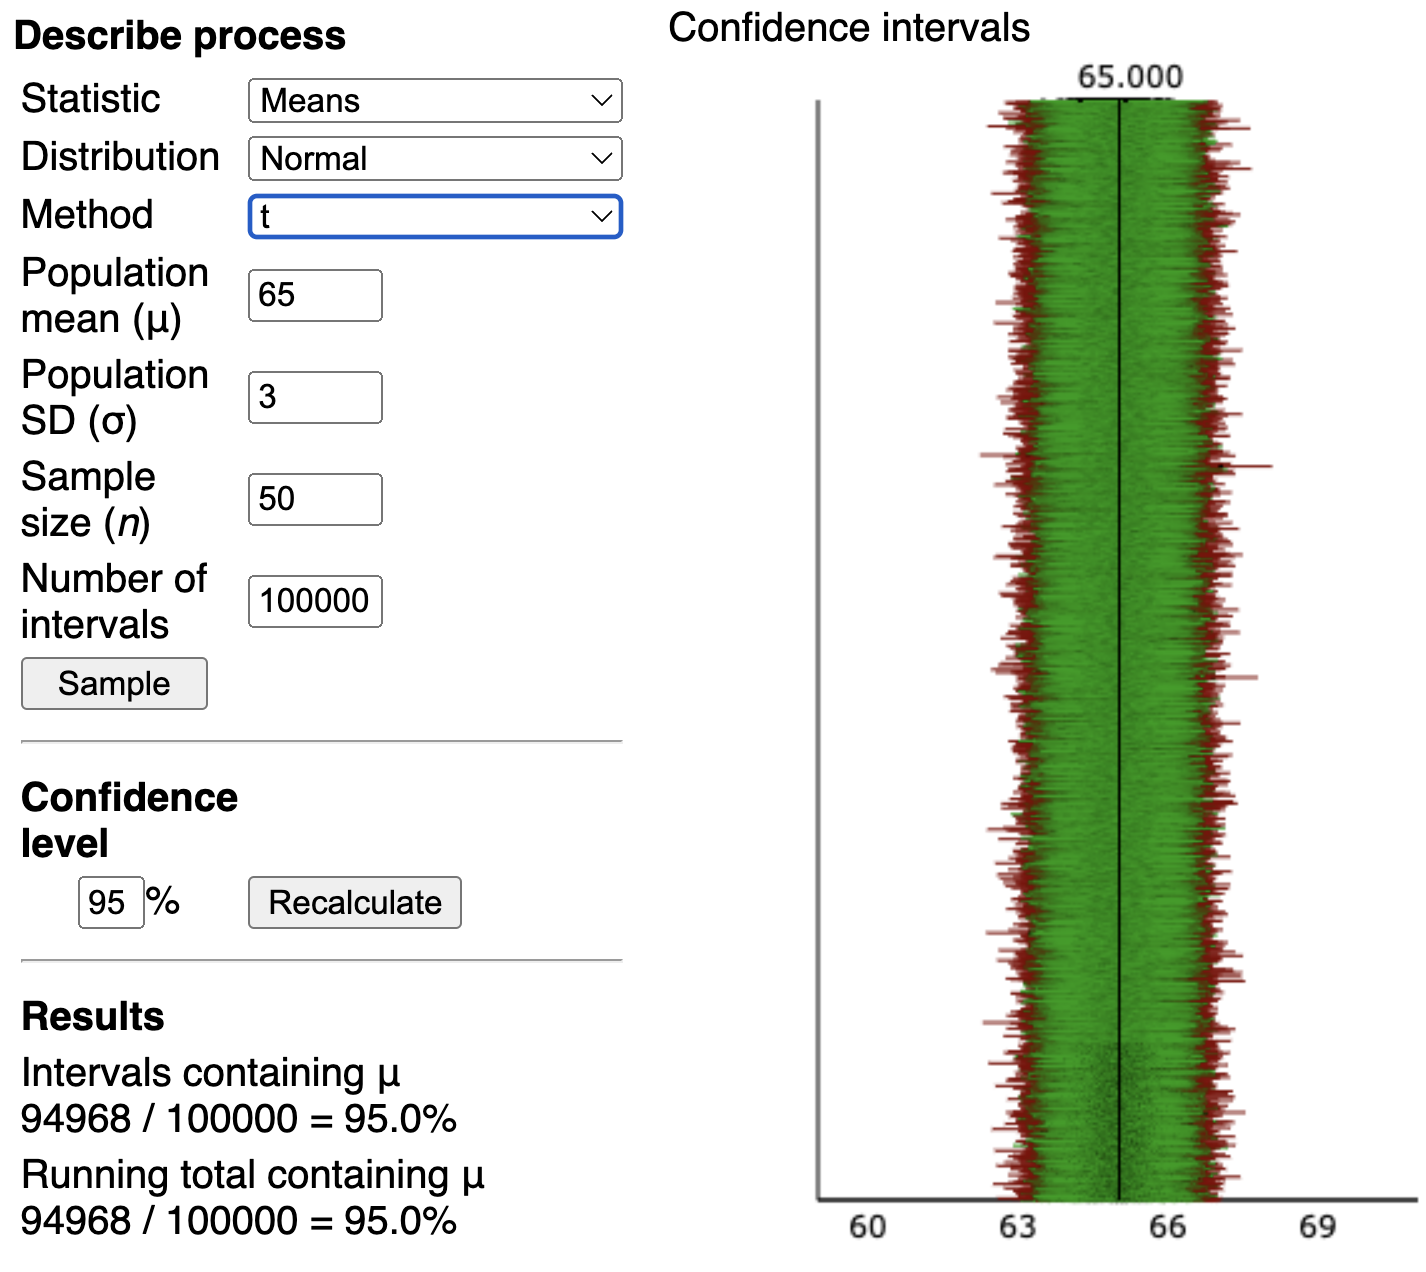 Describe process
Statistic Means
Distribution Normal
Method t
Population
mean (μ) 65
Population
SD (σ) 3
Sample
size (n) 50
Number of
intervals 100000
Sample
Confidence
level
95 % Recalculate
Results
Intervals containing μ
94968 / 100000 = 95.0%
Running total containing μ
94968 / 100000 = 95.0%
Confidence intervals
65.000
60 63 66 69